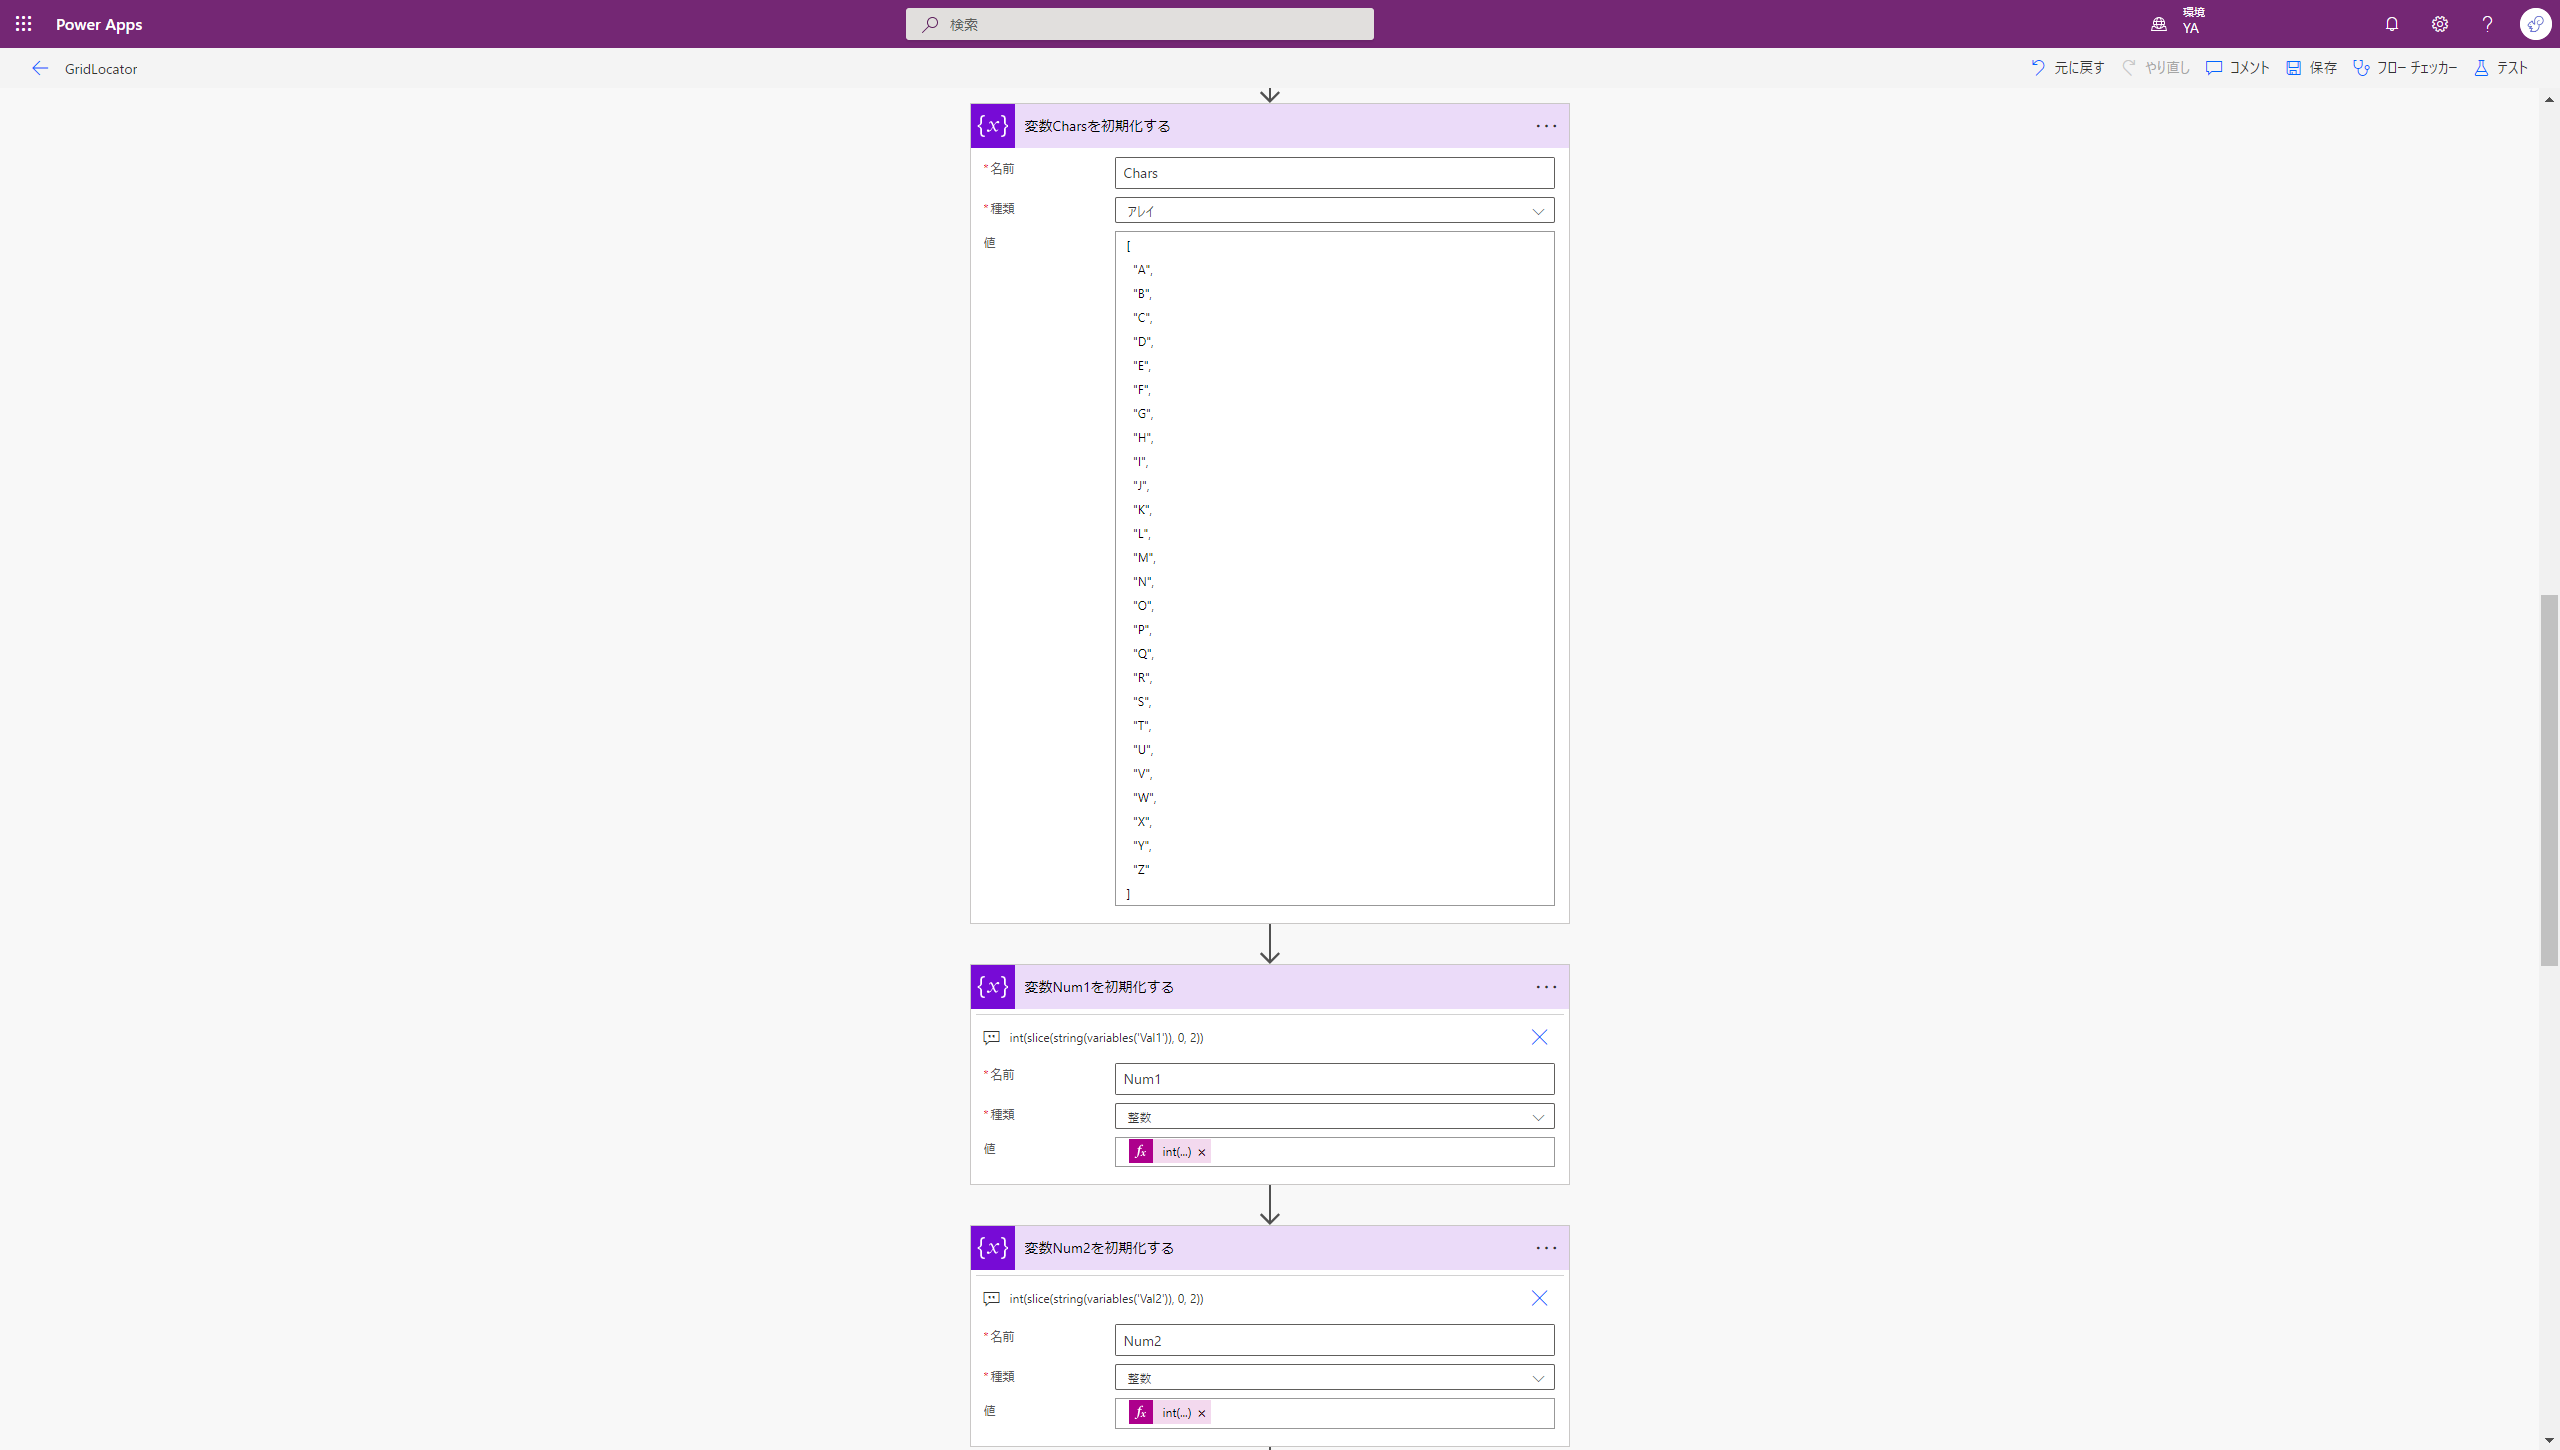 Power Apps
検索
環境
YA
GridLocator
元に戻す
やり直し
コメント
保存
フロー チェッカー
テスト
{x} 変数Charsを初期化する
*名前
Chars
*種類
アレイ
値
[
"A",
"B",
"C",
"D",
"E",
"F",
"G",
"H",
"I",
"J",
"K",
"L",
"M",
"N",
"O",
"P",
"Q",
"R",
"S",
"T",
"U",
"V",
"W",
"X",
"Y",
"Z"
]
{x} 変数Num1を初期化する
int(slice(string(variables('Val1')), 0, 2))
*名前
Num1
*種類
整数
値
fx int(...) ×
{x} 変数Num2を初期化する
int(slice(string(variables('Val2')), 0, 2))
*名前
Num2
*種類
整数
値
fx int(...) ×